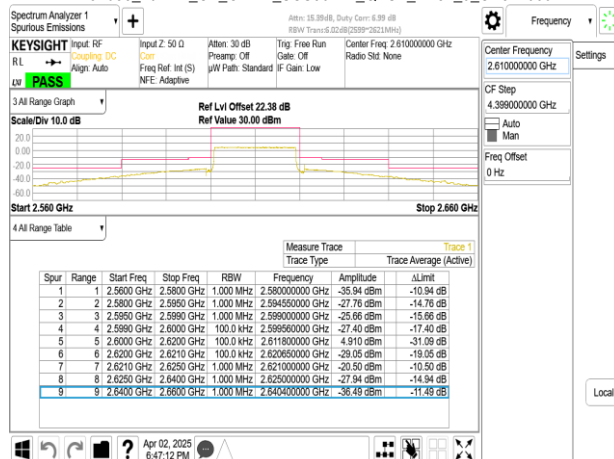 Spectrum Analyzer 1
Spurious Emissions
Attn: 15.39dB, Duty Corr: 6.99 dB
RBW Trans:6.02dB(2599~2621MHz)
Frequency
Settings
KEYSIGHT
RL
PASS
Input: RF
Coupling: DC
Align: Auto
Input Z: 50 Ω
Corr
Freq Ref: Int (S)
NFE: Adaptive
Atten: 30 dB
Preamp: Off
µW Path: Standard
Trig: Free Run
Gate: Off
IF Gain: Low
Center Freq: 2.610000000 GHz
Radio Std: None
Center Frequency
2.610000000 GHz
CF Step
4.399000000 GHz
Auto
Man
Freq Offset
0 Hz
3 All Range Graph
Scale/Div 10.0 dB
Ref Lvl Offset 22.38 dB
Ref Value 30.00 dBm
20.0
0.00
-20.0
-40.0
-60.0
Start 2.560 GHz
Stop 2.660 GHz
4 All Range Table
Measure Trace Trace 1
Trace Type Trace Average (Active)
Spur Range Start Freq Stop Freq RBW Frequency Amplitude ΔLimit
1 1 2.5600 GHz 2.5800 GHz 1.000 MHz 2.580000000 GHz -35.94 dBm -10.94 dB
2 2 2.5800 GHz 2.5950 GHz 1.000 MHz 2.594550000 GHz -27.76 dBm -14.76 dB
3 3 2.5950 GHz 2.5990 GHz 1.000 MHz 2.599000000 GHz -25.66 dBm -15.66 dB
4 4 2.5990 GHz 2.6000 GHz 100.0 kHz 2.599560000 GHz -27.40 dBm -17.40 dB
5 5 2.6000 GHz 2.6200 GHz 100.0 kHz 2.611800000 GHz 4.910 dBm -31.09 dB
6 6 2.6200 GHz 2.6210 GHz 100.0 kHz 2.620650000 GHz -29.05 dBm -19.05 dB
7 7 2.6210 GHz 2.6250 GHz 1.000 MHz 2.621000000 GHz -20.50 dBm -10.50 dB
8 8 2.6250 GHz 2.6400 GHz 1.000 MHz 2.625000000 GHz -27.94 dBm -14.94 dB
9 9 2.6400 GHz 2.6600 GHz 1.000 MHz 2.640400000 GHz -36.49 dBm -11.49 dB
Local
Apr 02, 2025
6:47:12 PM